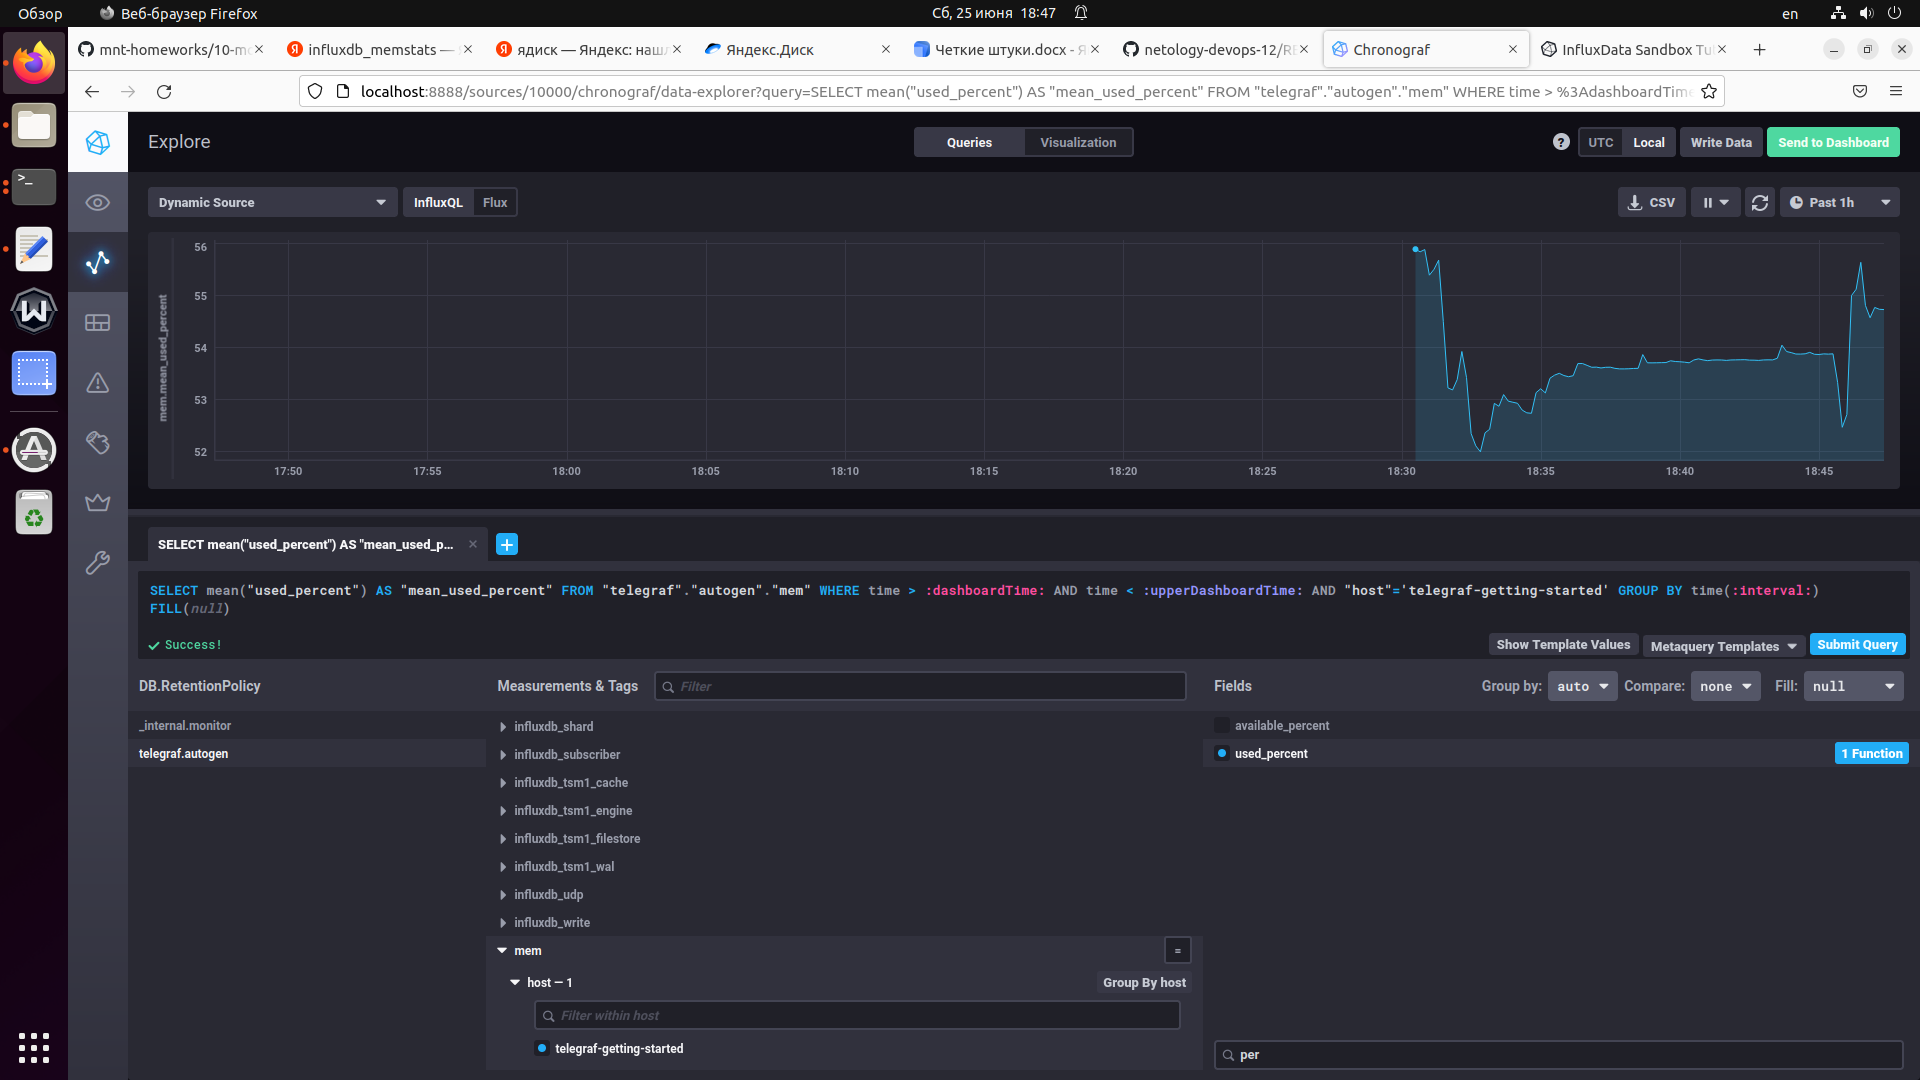 Обзор
Веб-браузер Firefox
Сб, 25 июня 18:47
en
mnt-homeworks/10-mo
influxdb_memstats —
ядиск — Яндекс: наш
Яндекс.Диск
Четкие штуки.docx - Я
netology-devops-12/RE
Chronograf
InfluxData Sandbox Tu
localhost:8888/sources/10000/chronograf/data-explorer?query=SELECT mean("used_percent") AS "mean_used_percent" FROM "telegraf"."autogen"."mem" WHERE time > %3AdashboardTime
Explore
Queries
Visualization
UTC
Local
Write Data
Send to Dashboard
Dynamic Source
InfluxQL
Flux
CSV
Past 1h
mem.mean_used_percent
56
55
54
53
52
17:50
17:55
18:00
18:05
18:10
18:15
18:20
18:25
18:30
18:35
18:40
18:45
SELECT mean("used_percent") AS "mean_used_p...
SELECT mean("used_percent") AS "mean_used_percent" FROM "telegraf"."autogen"."mem" WHERE time > :dashboardTime: AND time < :upperDashboardTime: AND "host"='telegraf-getting-started' GROUP BY time(:interval:)
FILL(null)
Success!
Show Template Values
Metaquery Templates
Submit Query
DB.RetentionPolicy
Measurements & Tags
Filter
Fields
Group by:
auto
Compare:
none
Fill:
null
_internal.monitor
telegraf.autogen
influxdb_shard
influxdb_subscriber
influxdb_tsm1_cache
influxdb_tsm1_engine
influxdb_tsm1_filestore
influxdb_tsm1_wal
influxdb_udp
influxdb_write
mem
=
host — 1
Group By host
Filter within host
telegraf-getting-started
available_percent
used_percent
1 Function
per